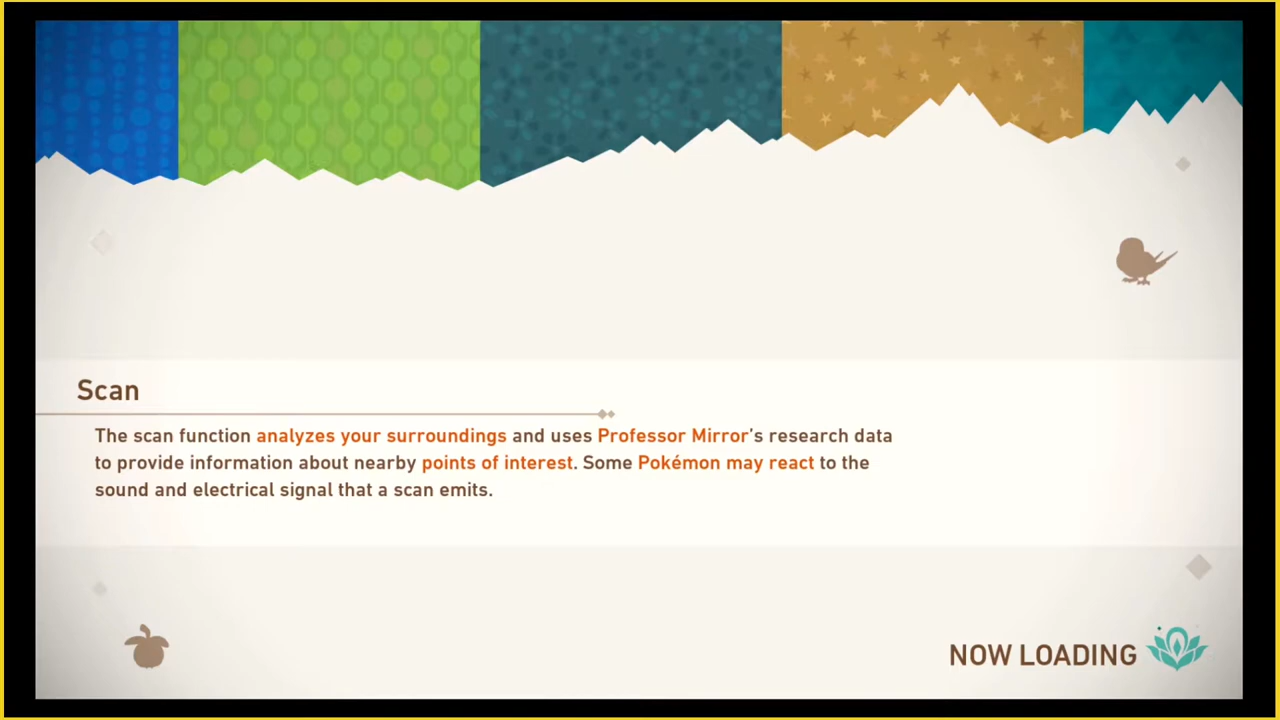 Scan
The scan function analyzes your surroundings and uses Professor Mirror's research data
to provide information about nearby points of interest. Some Pokémon may react to the
sound and electrical signal that a scan emits.
NOW LOADING